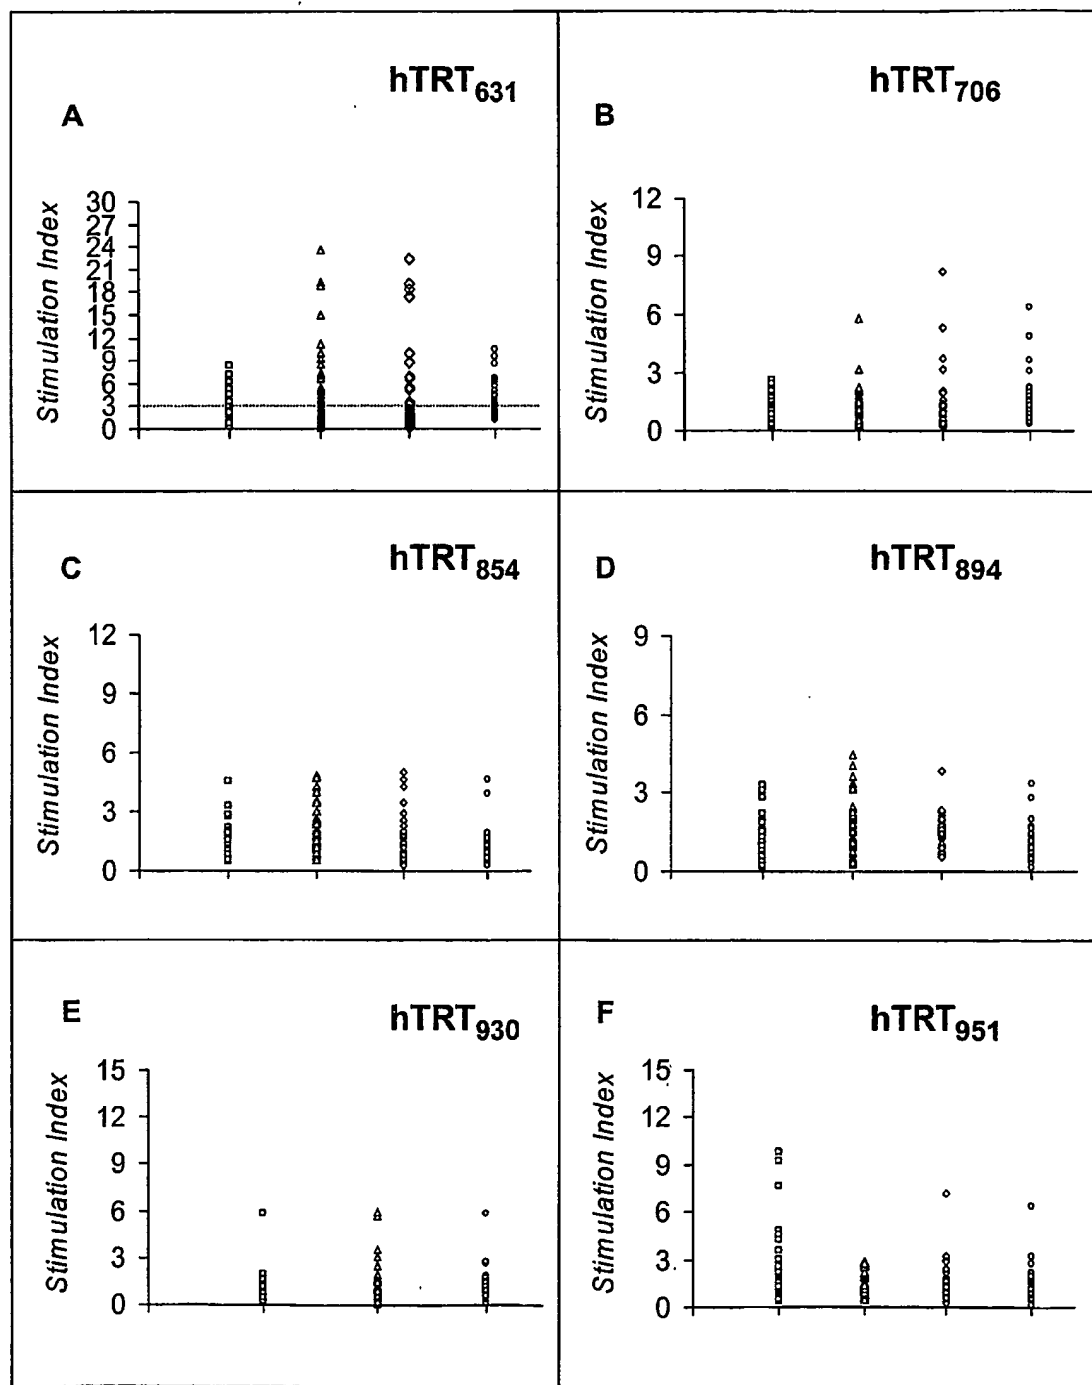 A
hTRT631
Stimulation Index
30
27
24
21
18
15
12
9
6
3
0
B
hTRT706
Stimulation Index
12
9
6
3
0
C
hTRT854
Stimulation Index
12
9
6
3
0
D
hTRT894
Stimulation Index
9
6
3
0
E
hTRT930
Stimulation Index
15
12
9
6
3
0
F
hTRT951
Stimulation Index
15
12
9
6
3
0